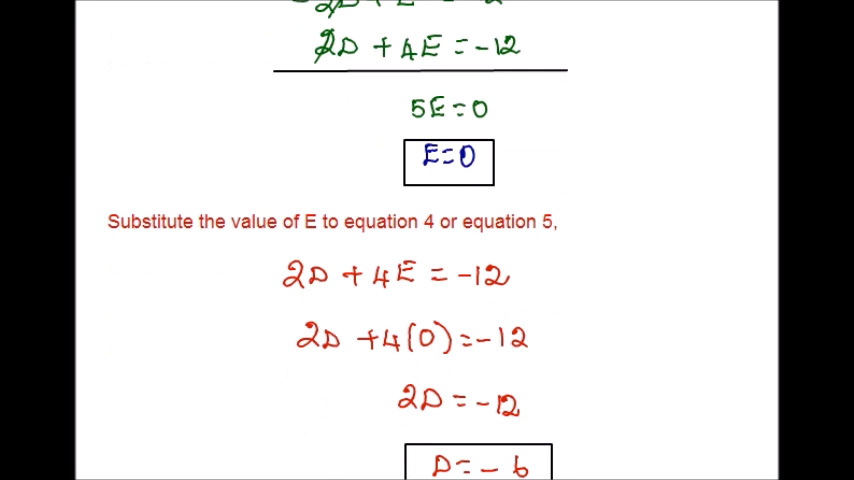 2D + 4E = -12
5E = 0
E = 0
Substitute the value of E to equation 4 or equation 5,
2D + 4E = -12
2D + 4(0) = -12
2D = -12
D = - 6